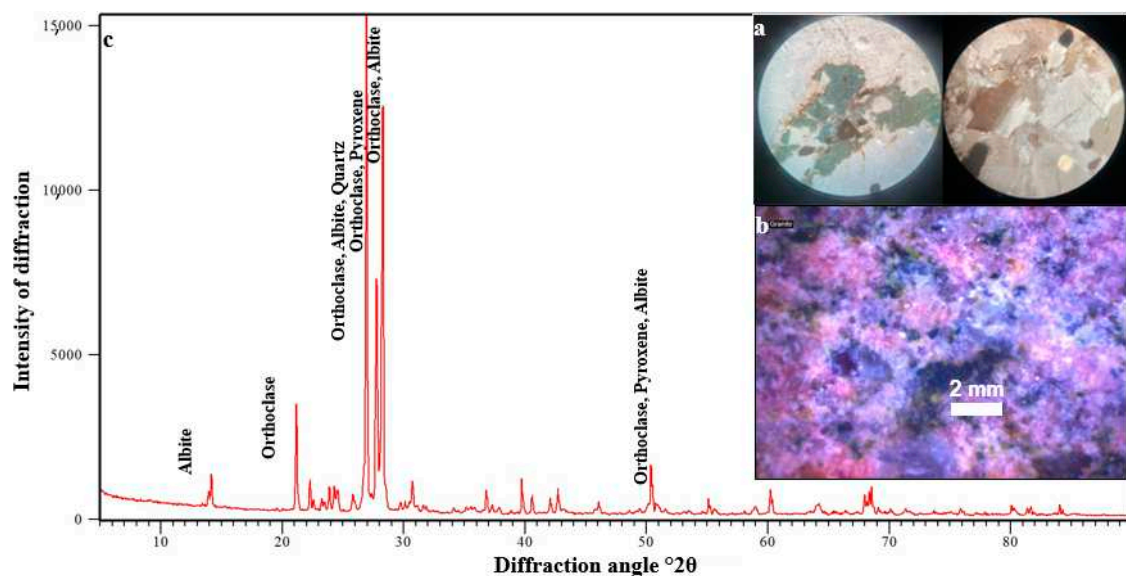 15000
c
a
b
Granite
2 mm
10000
5000
0
Intensity of diffraction
Albite
Orthoclase
Orthoclase, Albite, Quartz
Orthoclase, Pyroxene
Orthoclase, Albite
Orthoclase, Pyroxene, Albite
10 20 30 40 50 60 70 80
Diffraction angle °2θ